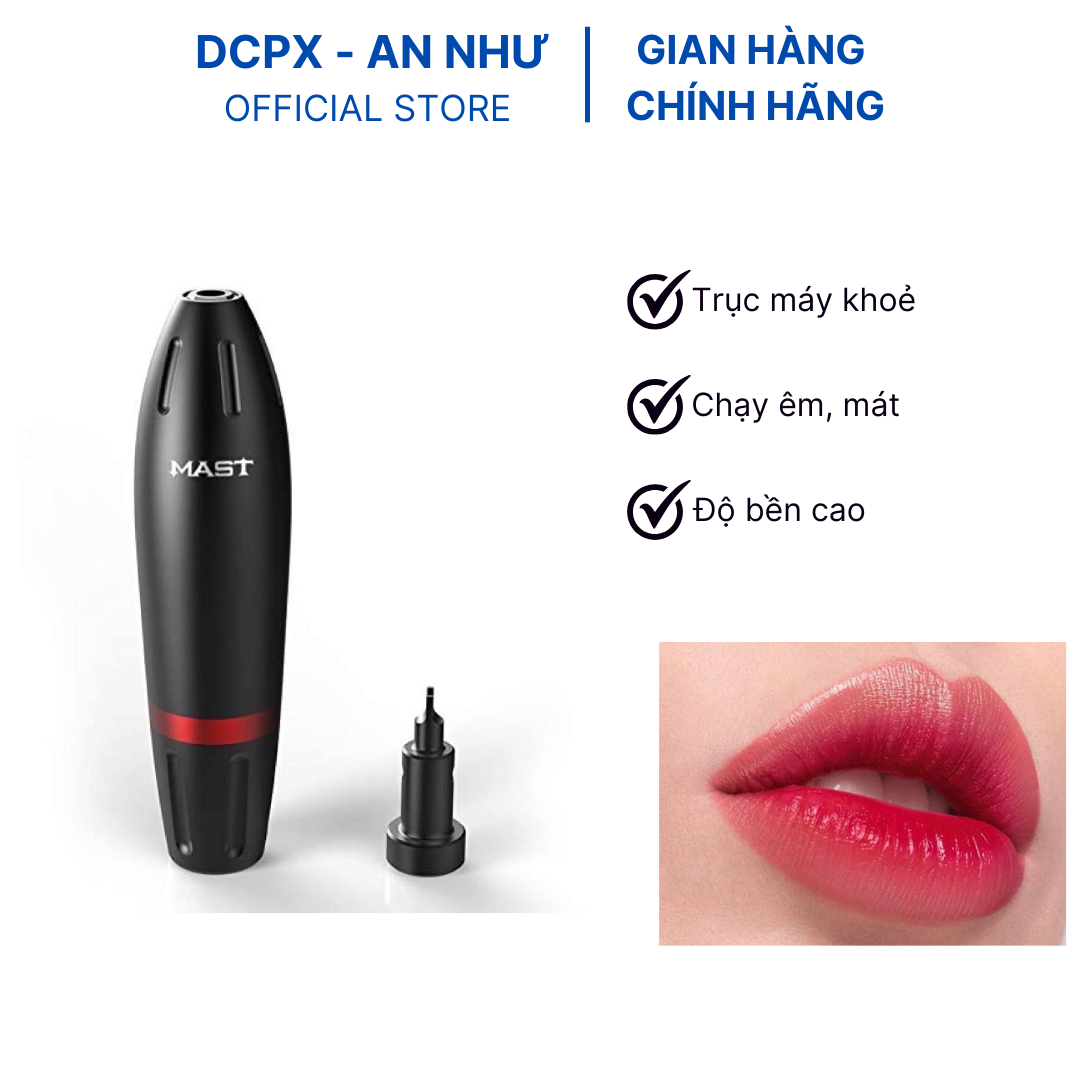 DCPX - AN NHƯ
OFFICIAL STORE
GIAN HÀNG
CHÍNH HÃNG
Trục máy khoẻ
Chạy êm, mát
Độ bền cao
MAST